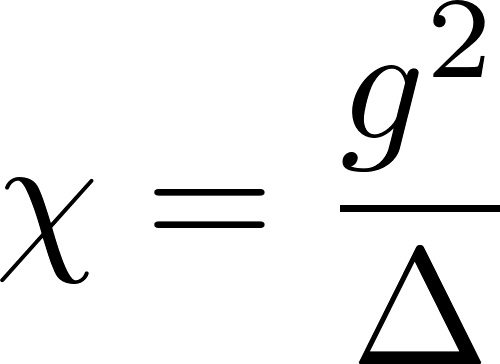 χ = g²/Δ